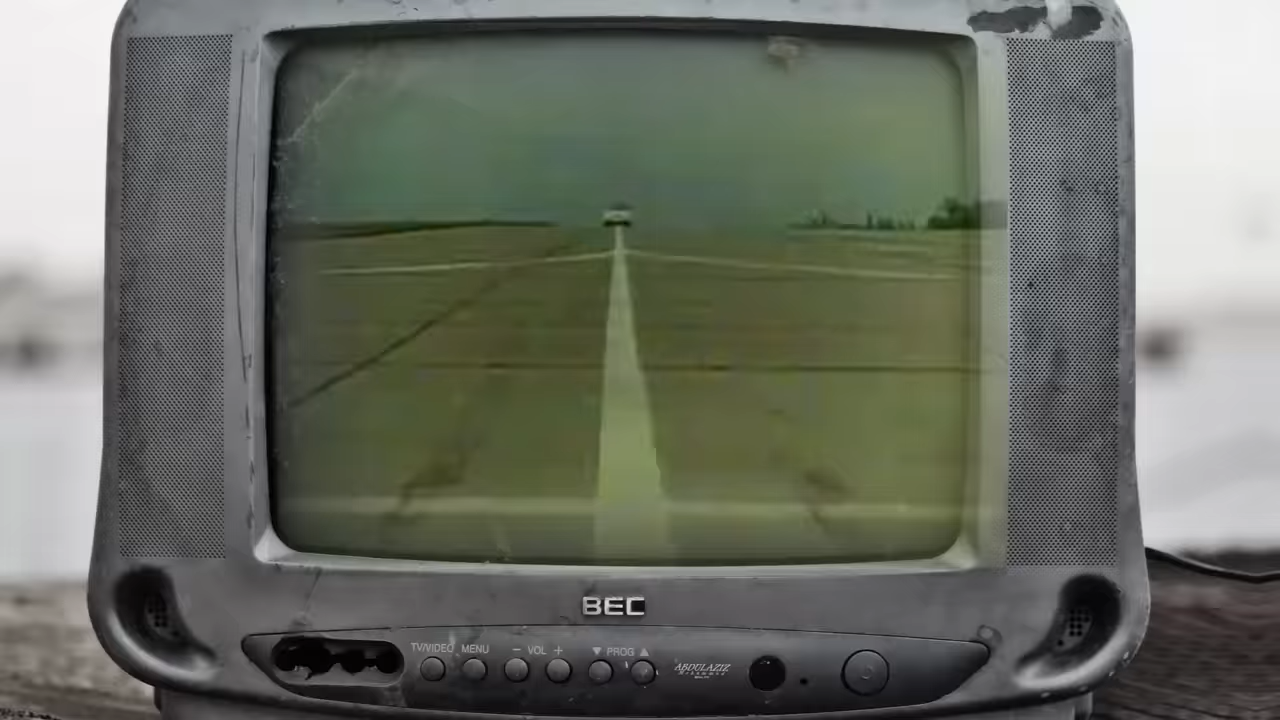 BEC
TV/VIDEO MENU − VOL + ▼ PROG ▲
ABDULAZIZ